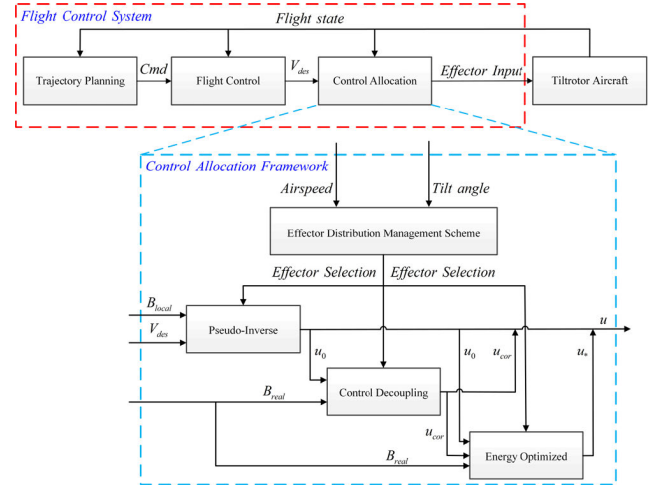 Flight Control System
Flight state
Trajectory Planning
Cmd
Flight Control
V_des
Control Allocation
Effector Input
Tiltrotor Aircraft
Control Allocation Framework
Airspeed
Tilt angle
Effector Distribution Management Scheme
Effector Selection
Effector Selection
B_local
V_des
Pseudo-Inverse
u
u_0
u_0
u_cor
u_*
B_real
Control Decoupling
u_cor
B_real
Energy Optimized